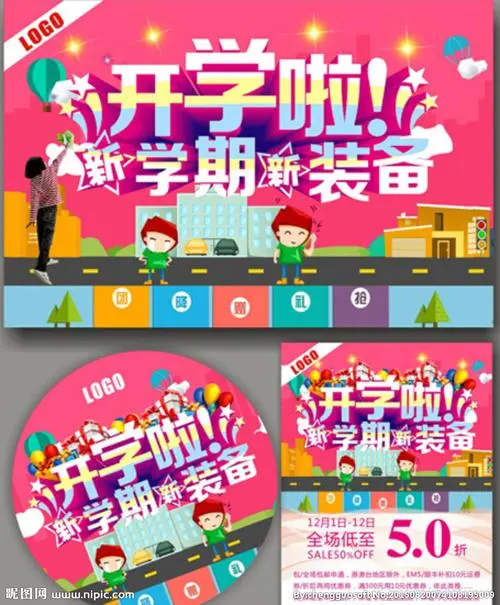 LOGO
开学啦!
新学期新装备
团 降 赠 礼 抢
LOGO
开学啦!
新学期新装备
LOGO
开学啦!
新学期新装备
12月1日-12日
全场低至
SALE50%OFF
5.0折
昵图网
www.nipic.com